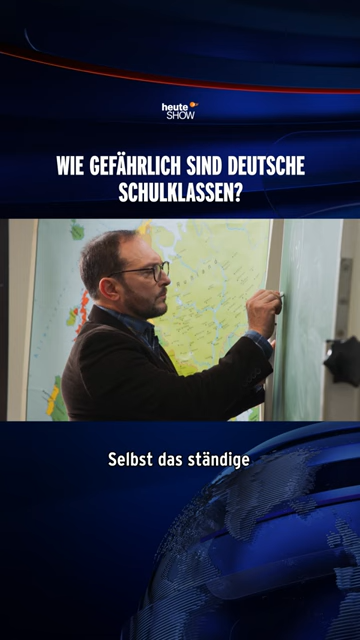 heute
SHOW
WIE GEFÄHRLICH SIND DEUTSCHE
SCHULKLASSEN?
Selbst das ständige